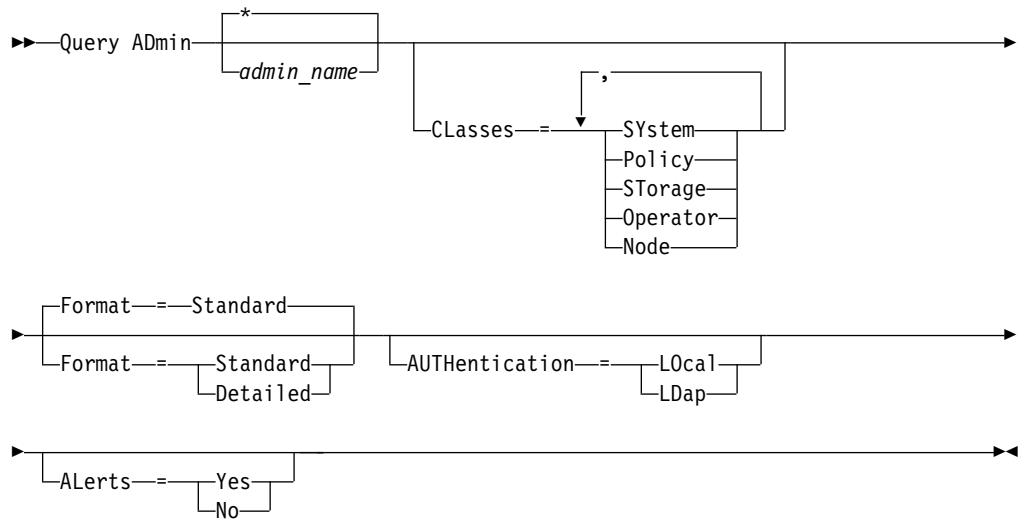 *
Query ADmin
admin_name
,
CLasses = SYstem
Policy
STorage
Operator
Node
Format = Standard
Format = Standard
Detailed
AUTHentication = LOcal
LDap
ALerts = Yes
No